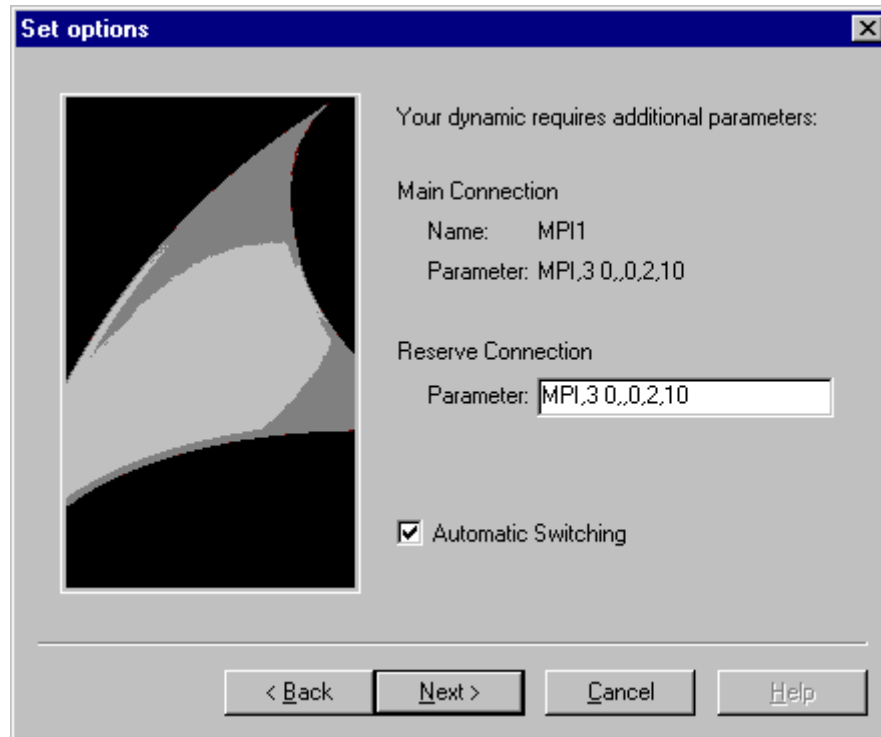 Set options
Your dynamic requires additional parameters:
Main Connection
Name: MPI1
Parameter: MPI,3 0,,0,2,10
Reserve Connection
Parameter: MPI,3 0,,0,2,10
Automatic Switching
< Back Next > Cancel Help